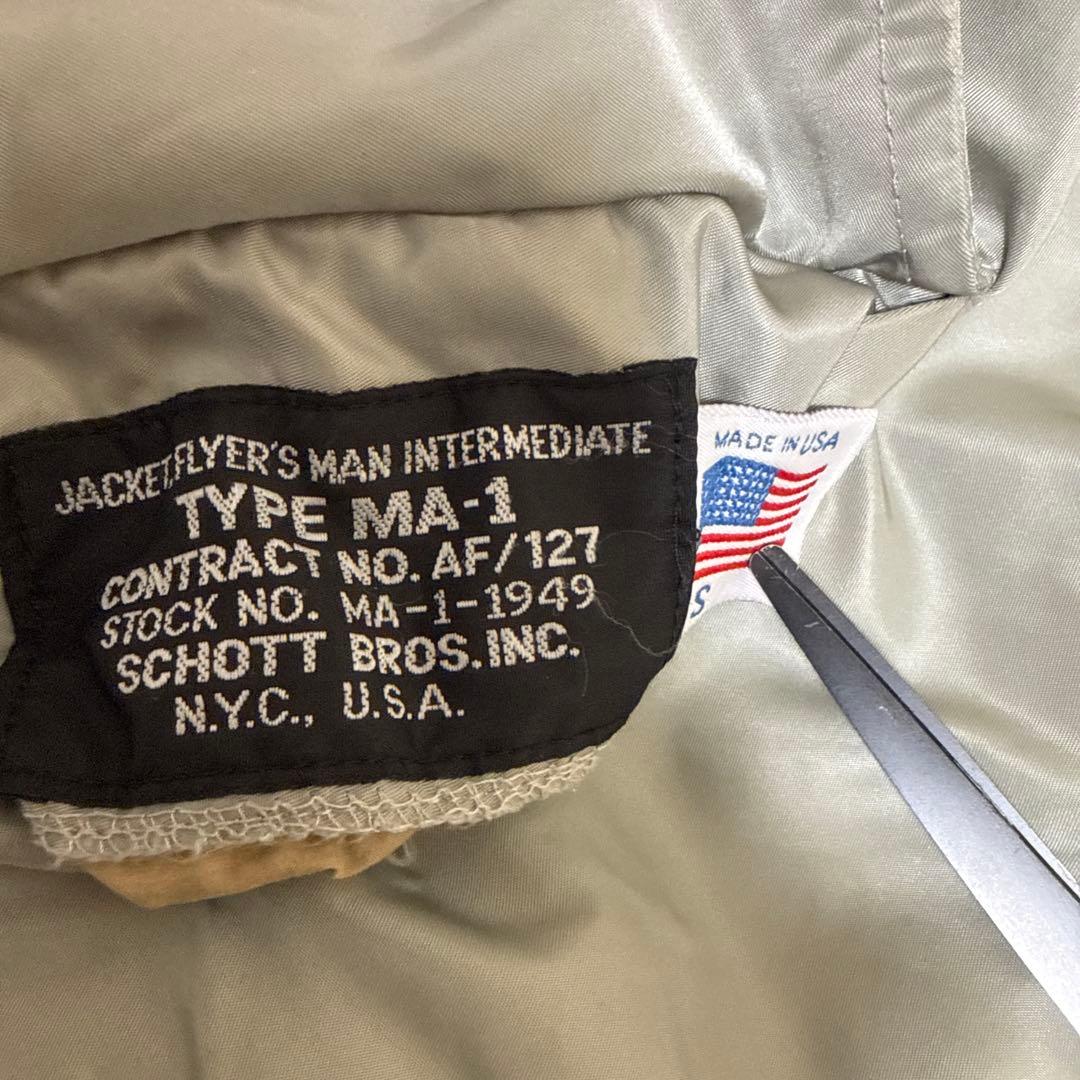 JACKET,FLYER'S MAN INTERMEDIATE
TYPE MA-1
CONTRACT NO. AF/127
STOCK NO. MA-1-1949
SCHOTT BROS.INC.
N.Y.C., U.S.A.
MADE IN USA
S